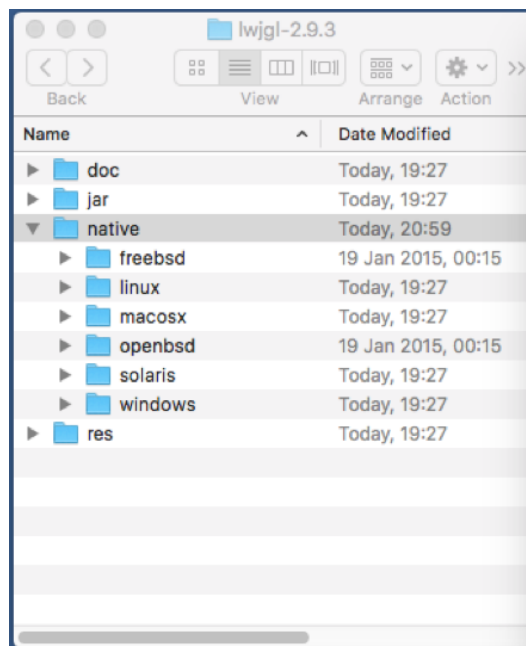 lwjgl-2.9.3
Back View Arrange Action
Name Date Modified
doc Today, 19:27
jar Today, 19:27
native Today, 20:59
freebsd 19 Jan 2015, 00:15
linux Today, 19:27
macosx Today, 19:27
openbsd 19 Jan 2015, 00:15
solaris Today, 19:27
windows Today, 19:27
res Today, 19:27